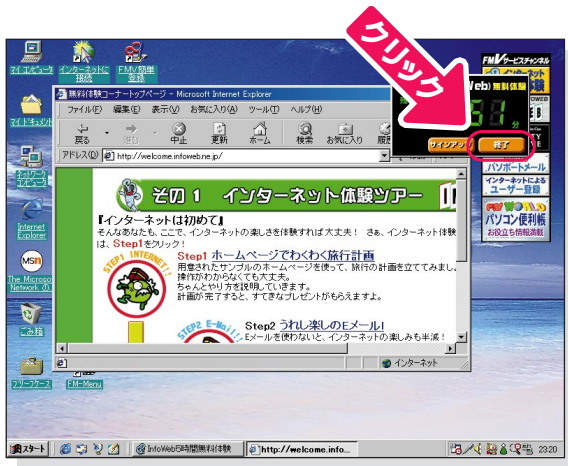 クリック
マイ コンピュータ
インターネットに
接続
FMV簡単
登録
マイ ドキュメント
ネットワーク
コンピュータ
Internet
Explorer
The Microsoft
Network の
ごみ箱
ブリーフケース
FM-Menu
無料体験コーナートップページ - Microsoft Internet Explorer
ファイル(F) 編集(E) 表示(V) お気に入り(A) ツール(T) ヘルプ(H)
戻る
進む
中止
更新
ホーム
検索
お気に入り
アドレス(D) http://welcome.infoweb.ne.jp/
その 1 インターネット体験ツアー
『インターネットは初めて』
そんなあなたも、ここで、インターネットの楽しさを体験すれば大丈夫! さあ、インターネット体験
は、Step1をクリック!
STEP1 INTERNET!
Step1 ホームページでわくわく旅行計画
用意されたサンプルのホームページを使って、旅行の計画を立ててみまし
操作がわからなくても大丈夫。
ちゃんとやり方を説明していきます。
計画が完了すると、すてきなプレゼントがもらえますよ。
STEP2 E-Mail!!
Step2 うれし楽しのEメール!
Eメールを使わないと、インターネットの楽しみも半減!
インターネット
FMVサービスチャンネル
Web) 無料体験
51 分
サインアップ
終了
パソポートメール
インターネットによる
ユーザー登録
FMV WORLD
パソコン便利帳
お役立ち情報満載
スタート
InfoWeb5時間無料体験
http://welcome.info...
23:20